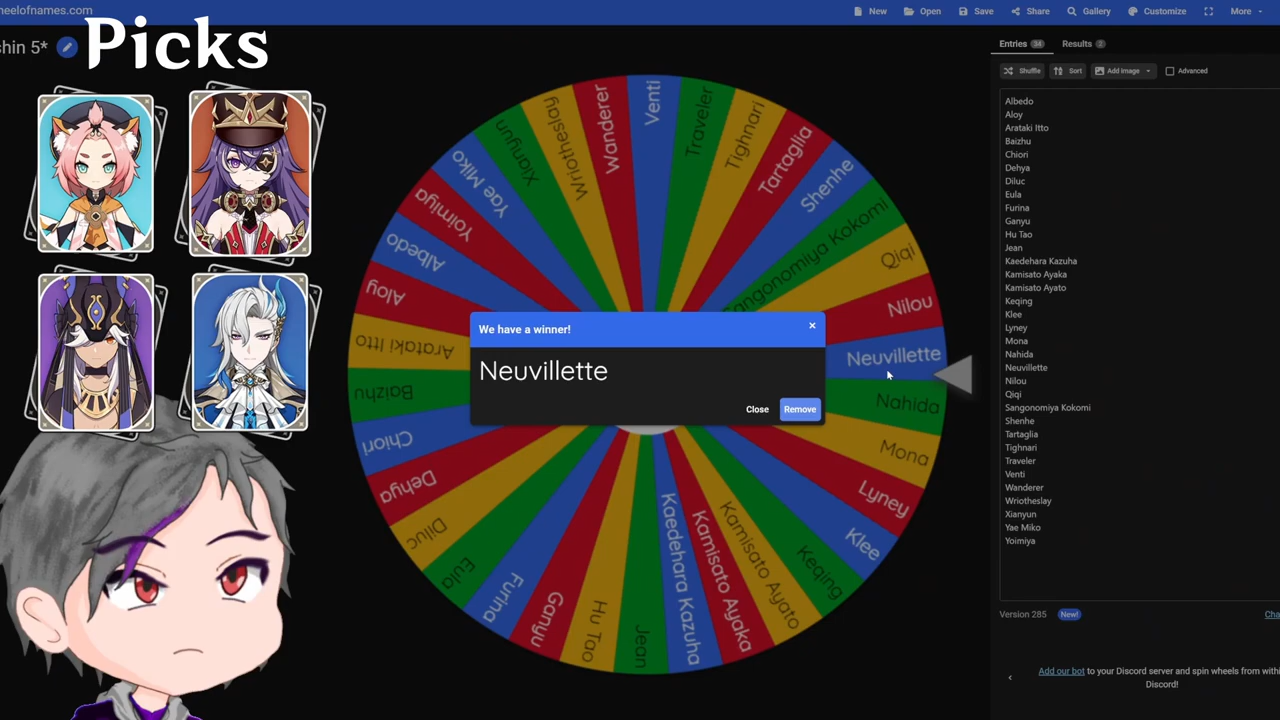 heelofnames.com
New
Open
Save
Share
Gallery
Customize
More
shin 5*
Picks
Entries 34
Results 2
Shuffle
Sort
Add Image
Advanced
Albedo
Aloy
Arataki Itto
Baizhu
Chiori
Dehya
Diluc
Eula
Furina
Ganyu
Hu Tao
Jean
Kaedehara Kazuha
Kamisato Ayaka
Kamisato Ayato
Keqing
Klee
Lyney
Mona
Nahida
Neuvillette
Nilou
Qiqi
Sangonomiya Kokomi
Shenhe
Tartaglia
Tighnari
Traveler
Venti
Wanderer
Wriothesley
Xianyun
Yae Miko
Yoimiya
Venti
Traveler
Tighnari
Tartaglia
Shenhe
Sangonomiya Kokomi
Qiqi
Nilou
Neuvillette
Nahida
Mona
Lyney
Klee
Keqing
Kamisato Ayato
Kamisato Ayaka
Kaedehara Kazuha
Jean
Hu Tao
Ganyu
Furina
Eula
Diluc
Dehya
Chiori
Baizhu
Arataki Itto
Aloy
Albedo
Yoimiya
Yae Miko
Xianyun
Wriothesley
Wanderer
We have a winner!
×
Neuvillette
Close
Remove
Version 285
New!
Cha
Add our bot to your Discord server and spin wheels from withi
Discord!